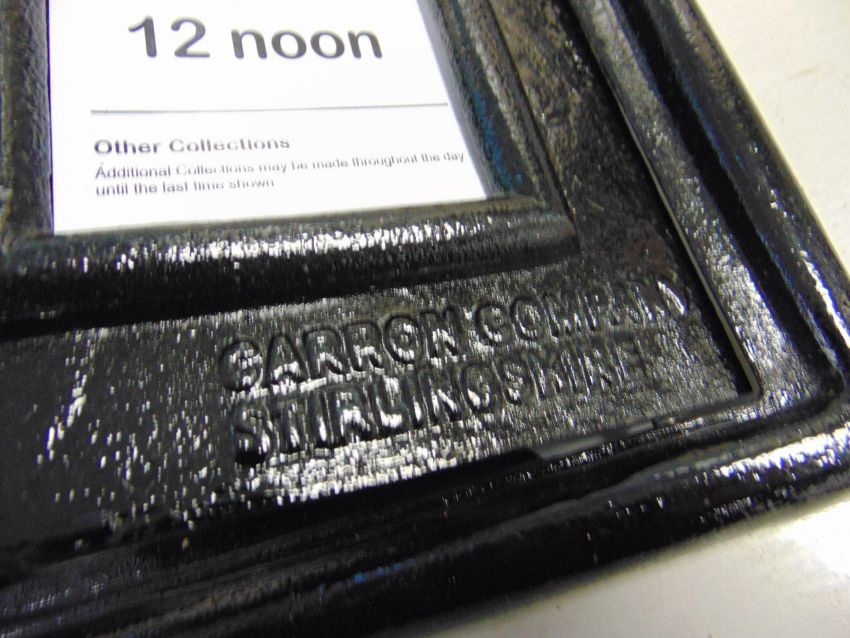 12 noon
Other Collections
Additional Collections may be made throughout the day
until the last time shown
CARRON COMPANY
STIRLINGSHIRE